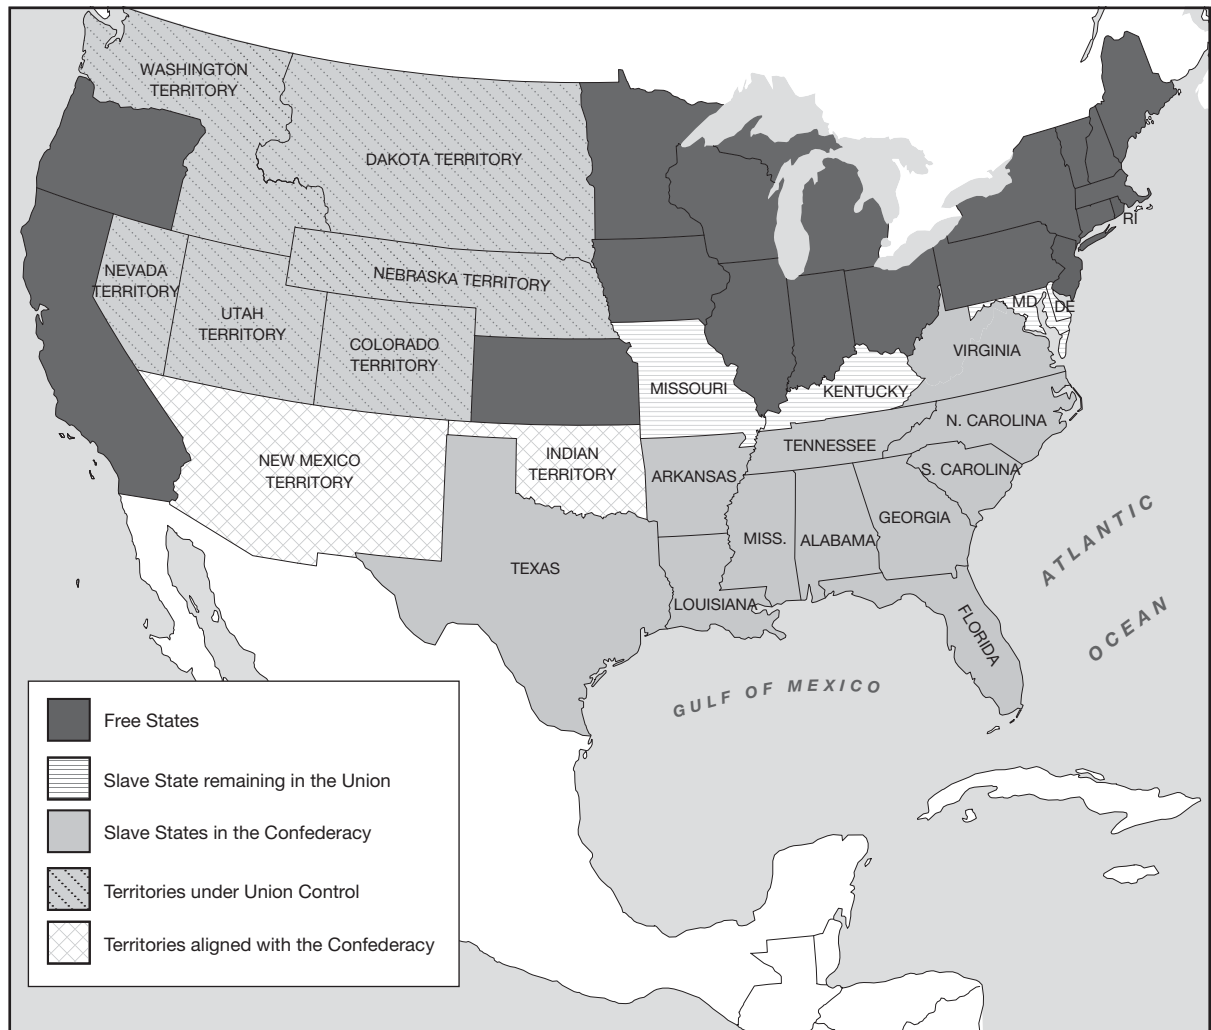 WASHINGTON
TERRITORY
DAKOTA TERRITORY
RI
NEVADA
TERRITORY
NEBRASKA TERRITORY
UTAH
TERRITORY
MD
DE
COLORADO
TERRITORY
VIRGINIA
MISSOURI
KENTUCKY
N. CAROLINA
TENNESSEE
NEW MEXICO
TERRITORY
INDIAN
TERRITORY
ARKANSAS
S. CAROLINA
GEORGIA
MISS.
ALABAMA
TEXAS
LOUISIANA
FLORIDA
ATLANTIC
OCEAN
GULF OF MEXICO
Free States
Slave State remaining in the Union
Slave States in the Confederacy
Territories under Union Control
Territories aligned with the Confederacy